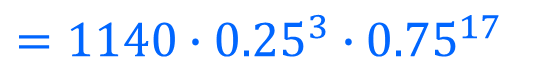 = 1140 · 0.25³ · 0.75¹⁷